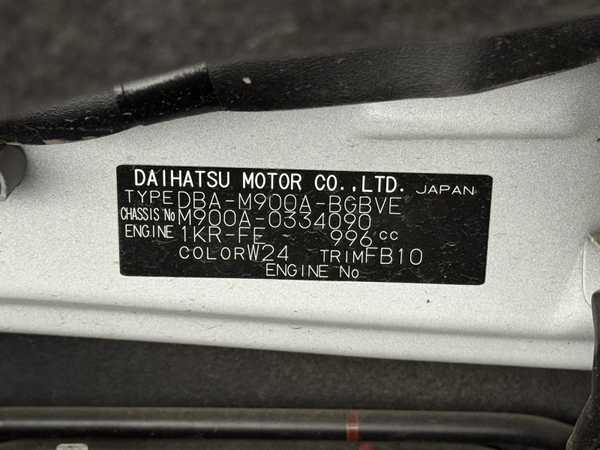 DAIHATSU MOTOR CO.,LTD. JAPAN
TYPE DBA-M900A-BGBVE
CHASSIS No M900A-0334090
ENGINE 1KR-FE 996 cc
COLOR W24 TRIM FB10
ENGINE No